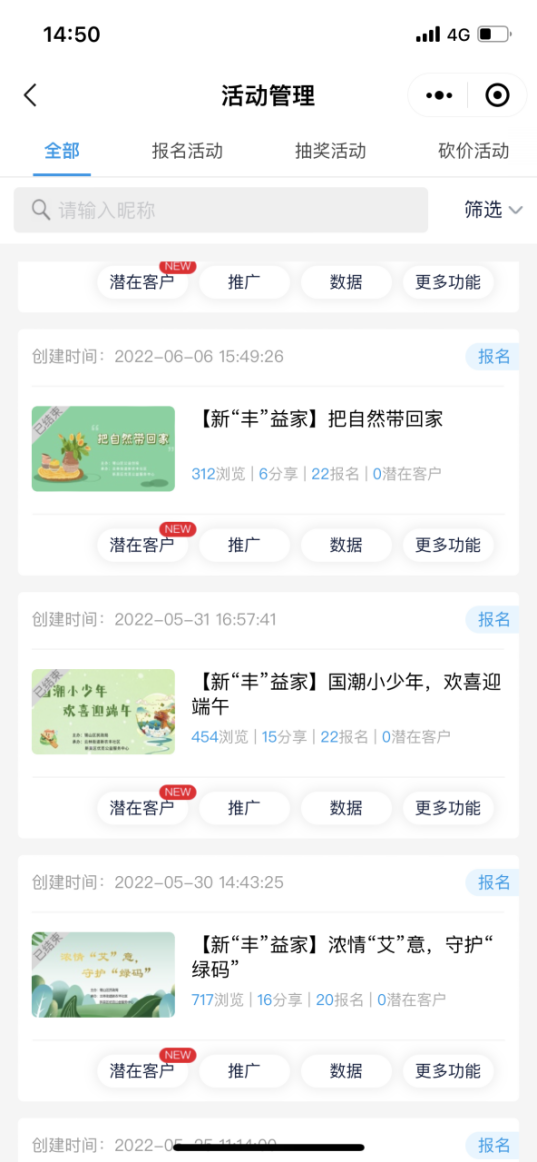 14:50
4G
活动管理
全部
报名活动
抽奖活动
砍价活动
请输入昵称
筛选
潜在客户
NEW
推广
数据
更多功能
创建时间：2022-06-06 15:49:26
报名
已结束
把自然带回家
【新“丰”益家】把自然带回家
312浏览 | 6分享 | 22报名 | 0潜在客户
潜在客户
NEW
推广
数据
更多功能
创建时间：2022-05-31 16:57:41
报名
已结束
国潮小少年
欢喜迎端午
【新“丰”益家】国潮小少年，欢喜迎
端午
454浏览 | 15分享 | 22报名 | 0潜在客户
潜在客户
NEW
推广
数据
更多功能
创建时间：2022-05-30 14:43:25
报名
已结束
浓情“艾”意，
守护“绿码”
【新“丰”益家】浓情“艾”意，守护“
绿码”
717浏览 | 16分享 | 20报名 | 0潜在客户
潜在客户
NEW
推广
数据
更多功能
创建时间：2022-05-25 11:14:00
报名